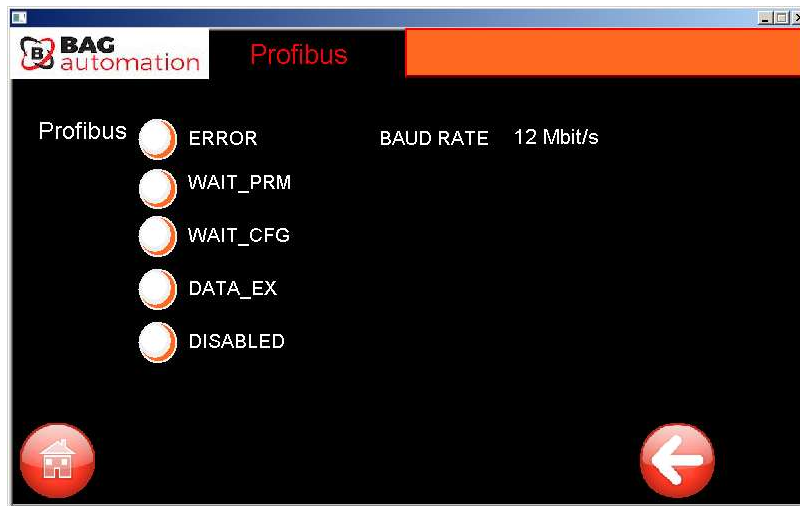 BAG
automation
Profibus
Profibus
ERROR
BAUD RATE 12 Mbit/s
WAIT_PRM
WAIT_CFG
DATA_EX
DISABLED